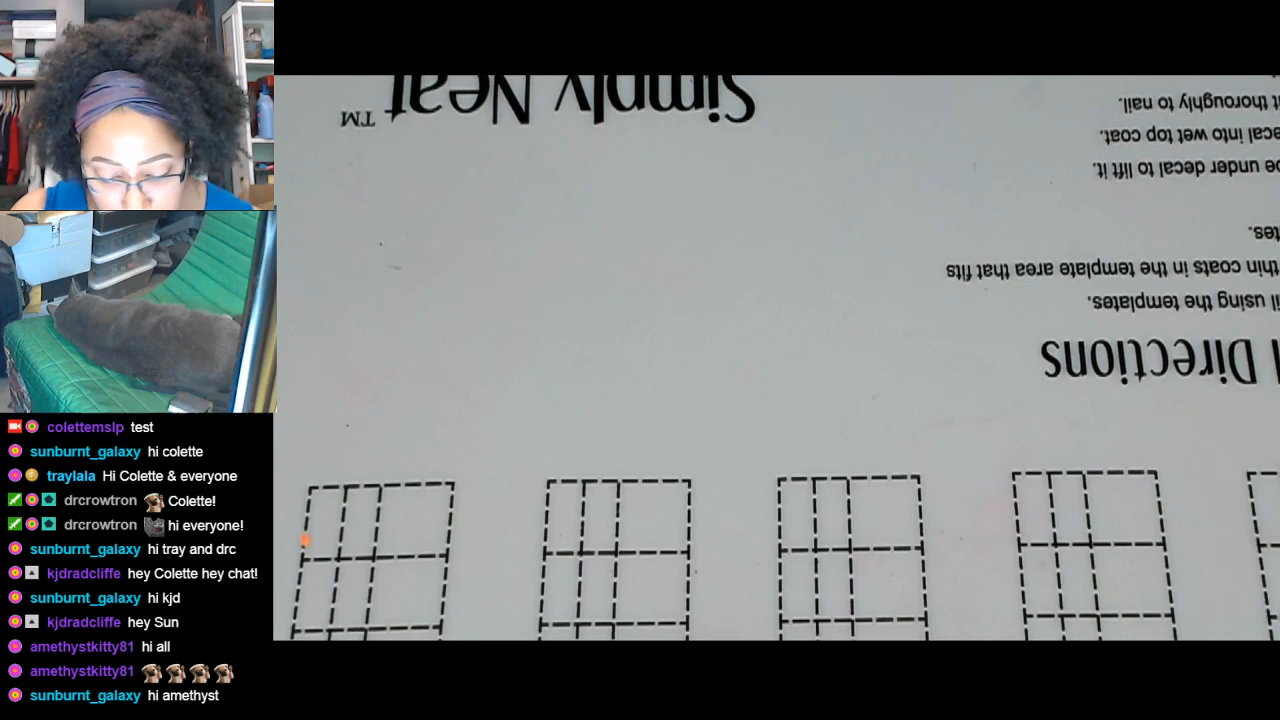 Simply Neat™
t thoroughly to nail.
ecal into wet top coat.
be under decal to lift it.
tes.
thin coats in the template area that fits
il using the templates.
l Directions
colettemslp test
sunburnt_galaxy hi colette
traylala Hi Colette & everyone
drcrowtron Colette!
drcrowtron hi everyone!
sunburnt_galaxy hi tray and drc
kjdradcliffe hey Colette hey chat!
sunburnt_galaxy hi kjd
kjdradcliffe hey Sun
amethystkitty81 hi all
amethystkitty81
sunburnt_galaxy hi amethyst